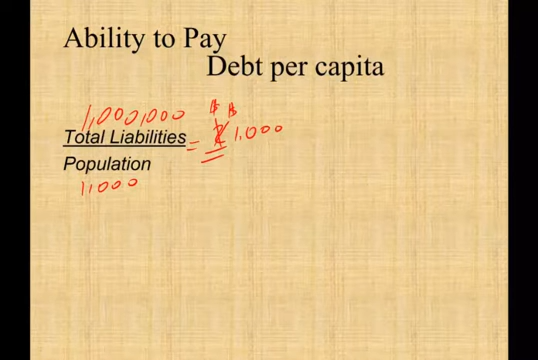 Ability to Pay
Debt per capita
1,000,000 $ $
Total Liabilities = 1,000
Population
1,000